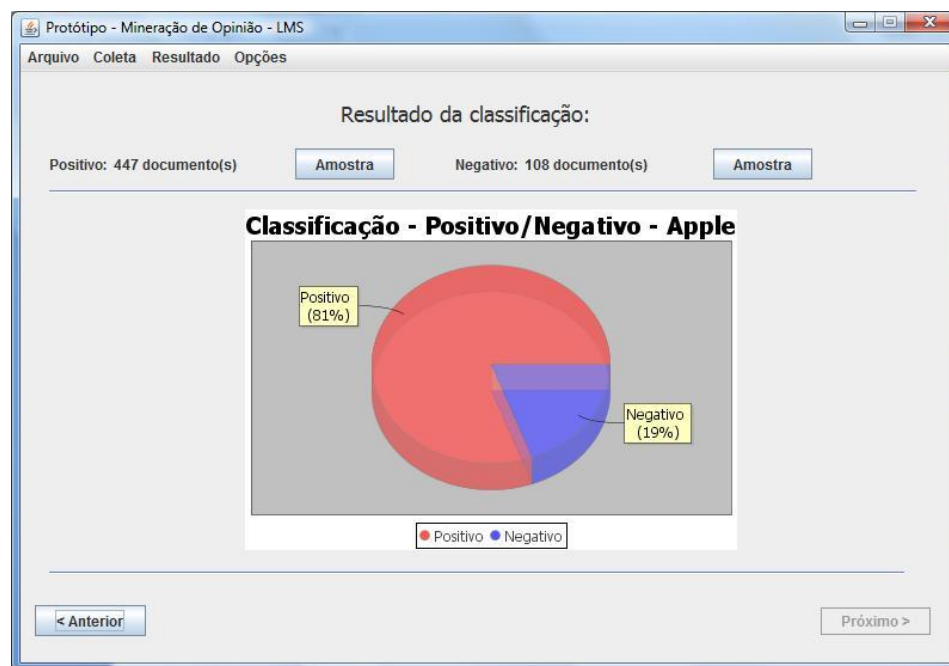 Protótipo - Mineração de Opinião - LMS
Arquivo Coleta Resultado Opções
Resultado da classificação:
Positivo: 447 documento(s) Amostra Negativo: 108 documento(s) Amostra
Classificação - Positivo/Negativo - Apple
Positivo
(81%)
Negativo
(19%)
Positivo Negativo
< Anterior Próximo >